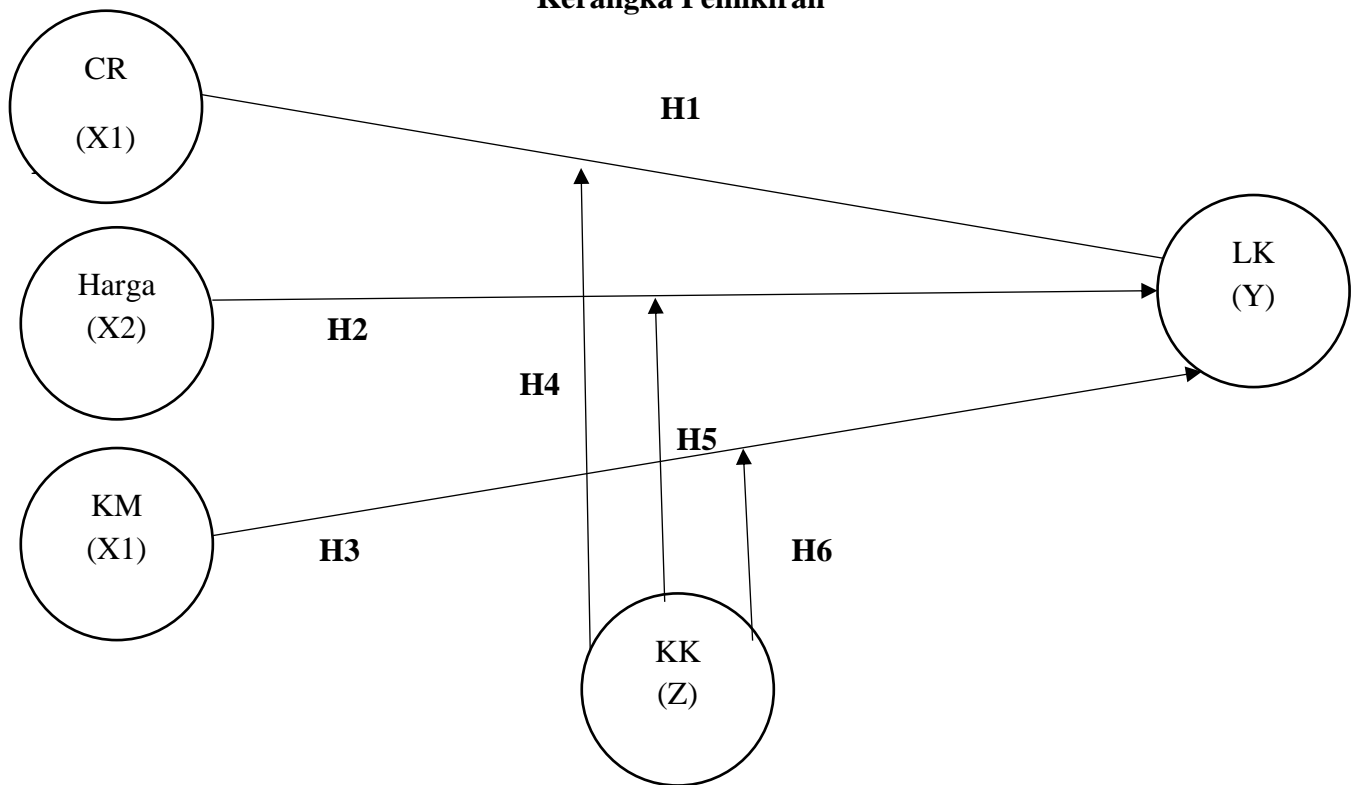 Kerangka Pemikiran
CR
(X1)
H1
LK
(Y)
Harga
(X2)
H2
H4
H5
KM
(X1)
H3
H6
KK
(Z)